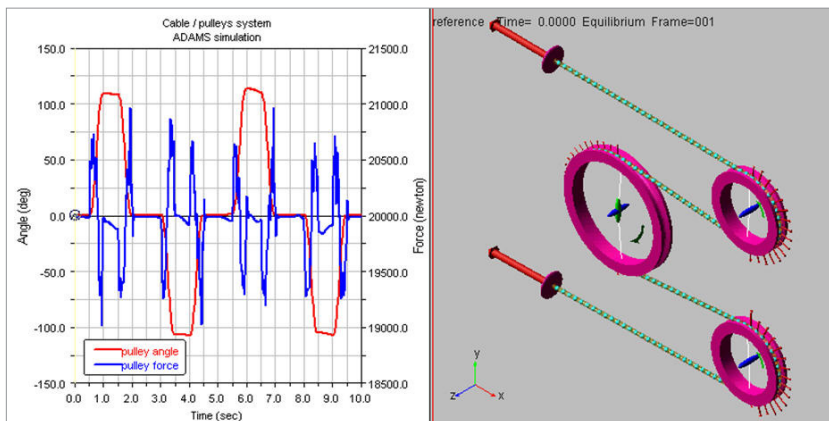 Cable / pulleys system
ADAMS simulation
150.0
100.0
50.0
0.0
-50.0
-100.0
-150.0
Angle (deg)
21500.0
21000.0
20500.0
20000.0
19500.0
19000.0
18500.0
Force (newton)
pulley angle
pulley force
0.0 1.0 2.0 3.0 4.0 5.0 6.0 7.0 8.0 9.0 10.0
Time (sec)
reference Time= 0.0000 Equilibrium Frame=001
y
z
x